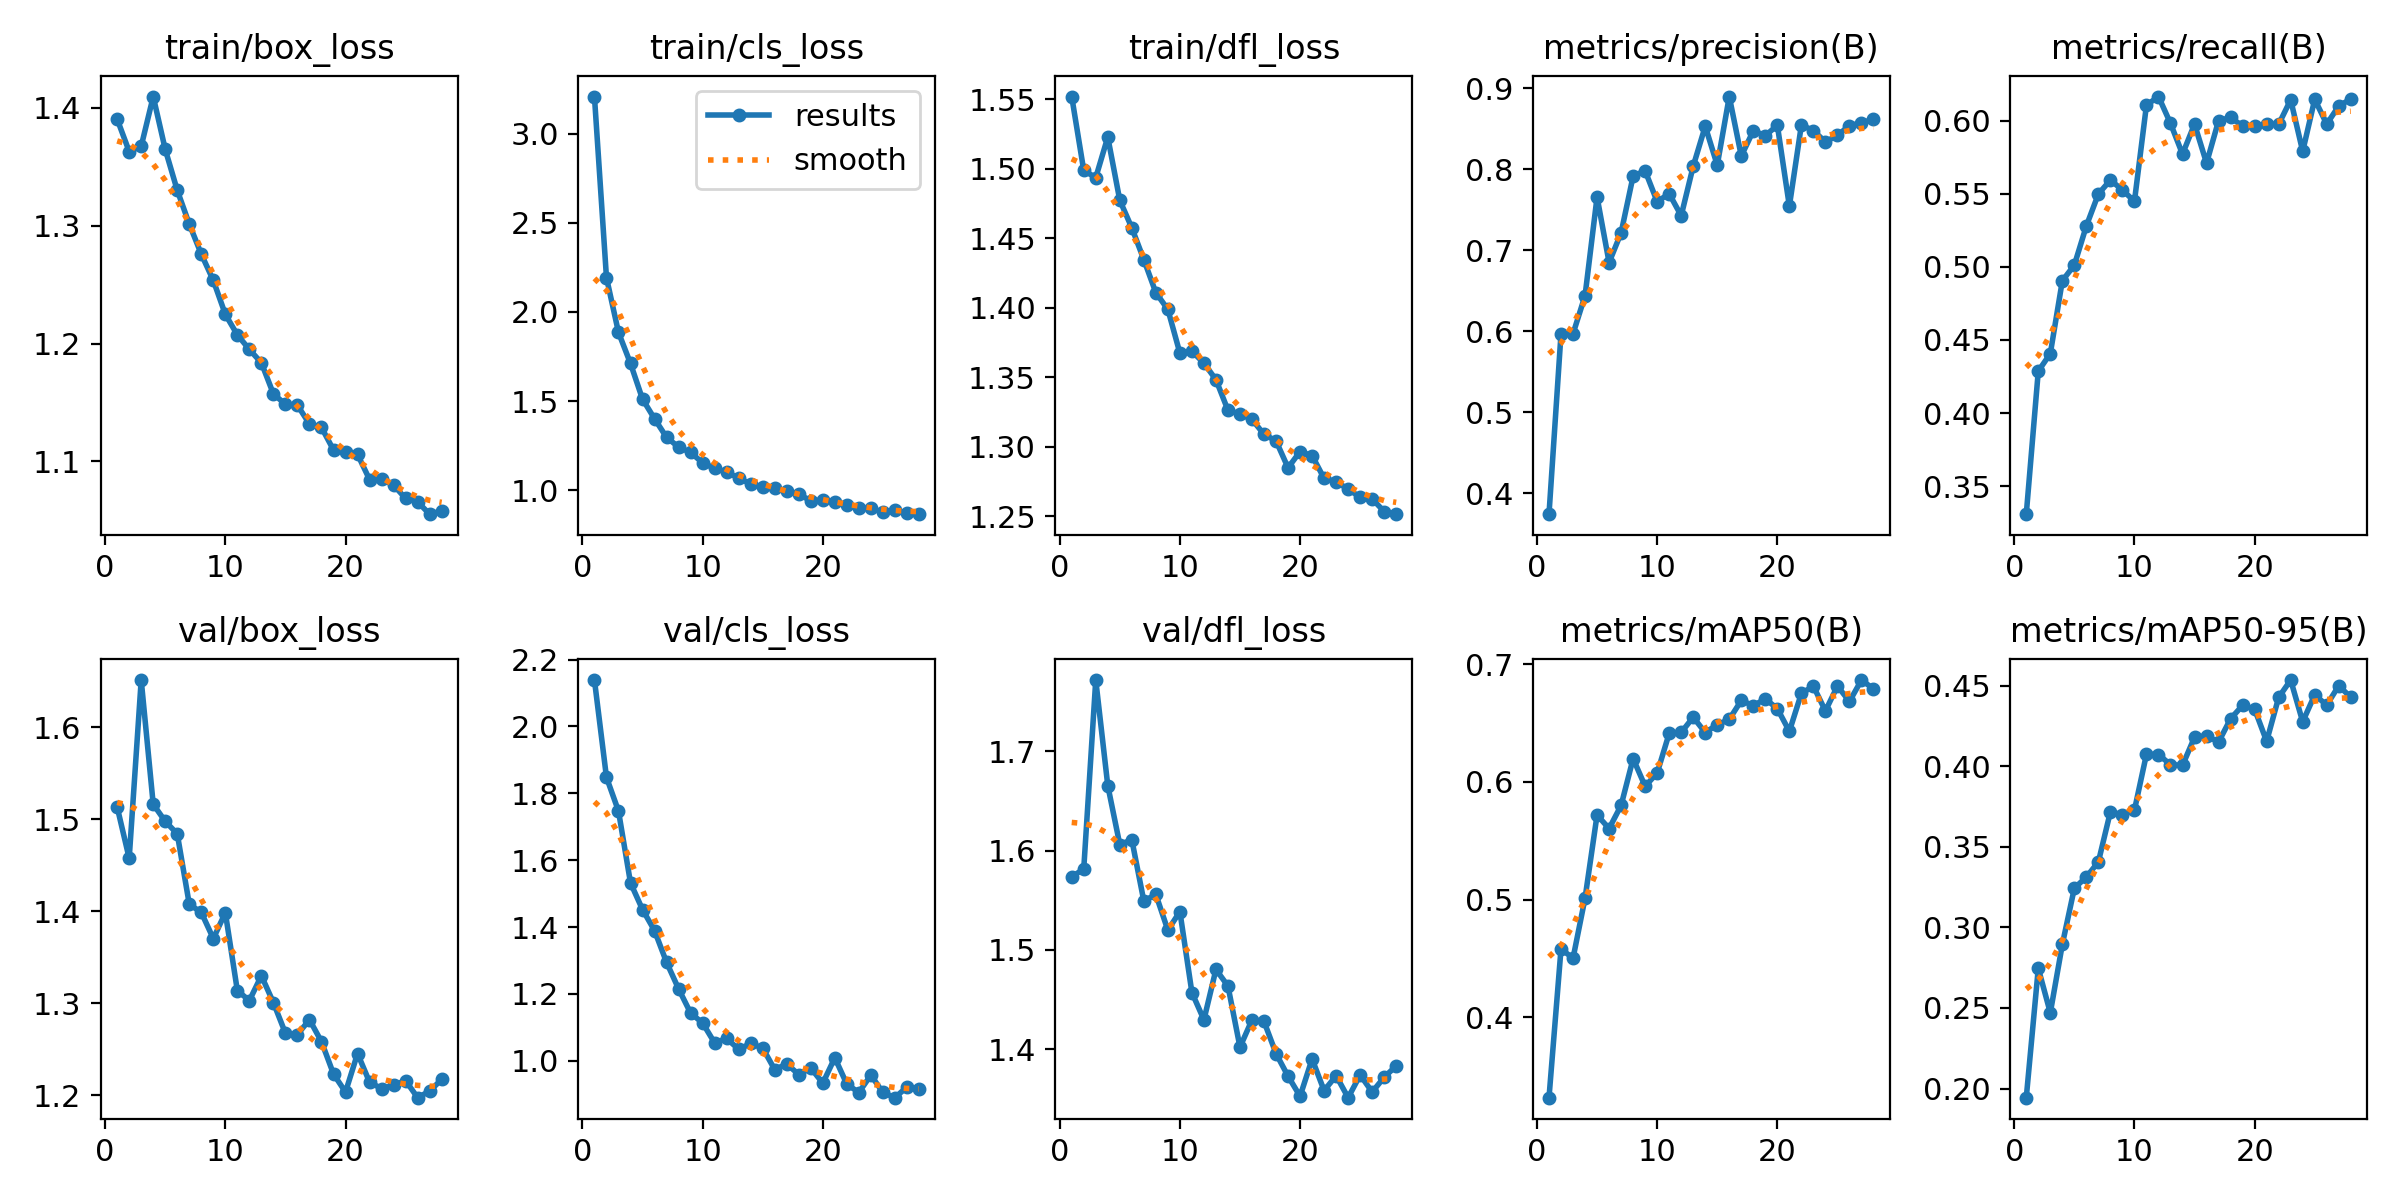 train/box_loss
1.4
1.3
1.2
1.1
0 10 20
train/cls_loss
results
smooth
3.0
2.5
2.0
1.5
1.0
0 10 20
train/dfl_loss
1.55
1.50
1.45
1.40
1.35
1.30
1.25
0 10 20
metrics/precision(B)
0.9
0.8
0.7
0.6
0.5
0.4
0 10 20
metrics/recall(B)
0.60
0.55
0.50
0.45
0.40
0.35
0 10 20
val/box_loss
1.6
1.5
1.4
1.3
1.2
0 10 20
val/cls_loss
2.2
2.0
1.8
1.6
1.4
1.2
1.0
0 10 20
val/dfl_loss
1.7
1.6
1.5
1.4
0 10 20
metrics/mAP50(B)
0.7
0.6
0.5
0.4
0 10 20
metrics/mAP50-95(B)
0.45
0.40
0.35
0.30
0.25
0.20
0 10 20